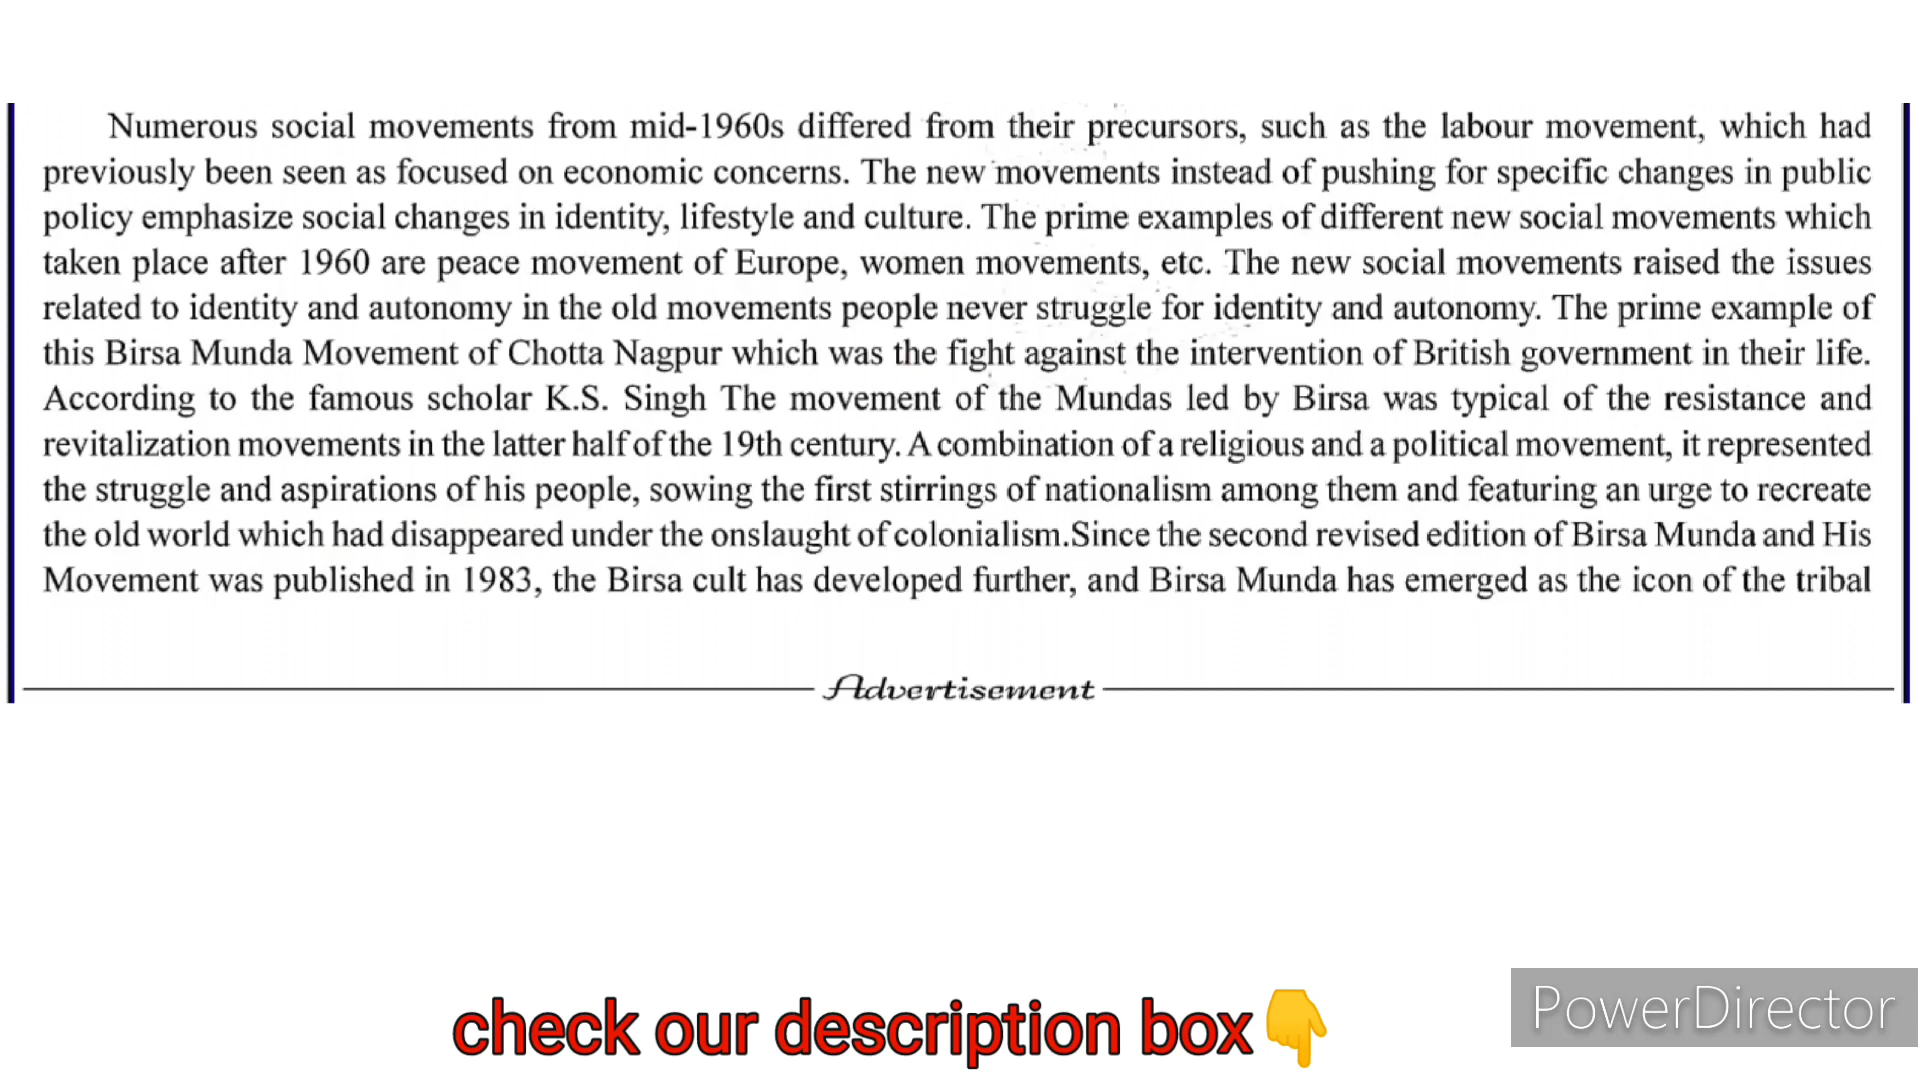 Numerous social movements from mid-1960s differed from their precursors, such as the labour movement, which had
previously been seen as focused on economic concerns. The new movements instead of pushing for specific changes in public
policy emphasize social changes in identity, lifestyle and culture. The prime examples of different new social movements which
taken place after 1960 are peace movement of Europe, women movements, etc. The new social movements raised the issues
related to identity and autonomy in the old movements people never struggle for identity and autonomy. The prime example of
this Birsa Munda Movement of Chotta Nagpur which was the fight against the intervention of British government in their life.
According to the famous scholar K.S. Singh The movement of the Mundas led by Birsa was typical of the resistance and
revitalization movements in the latter half of the 19th century. A combination of a religious and a political movement, it represented
the struggle and aspirations of his people, sowing the first stirrings of nationalism among them and featuring an urge to recreate
the old world which had disappeared under the onslaught of colonialism.Since the second revised edition of Birsa Munda and His
Movement was published in 1983, the Birsa cult has developed further, and Birsa Munda has emerged as the icon of the tribal
Advertisement
check our description box👇
PowerDirector